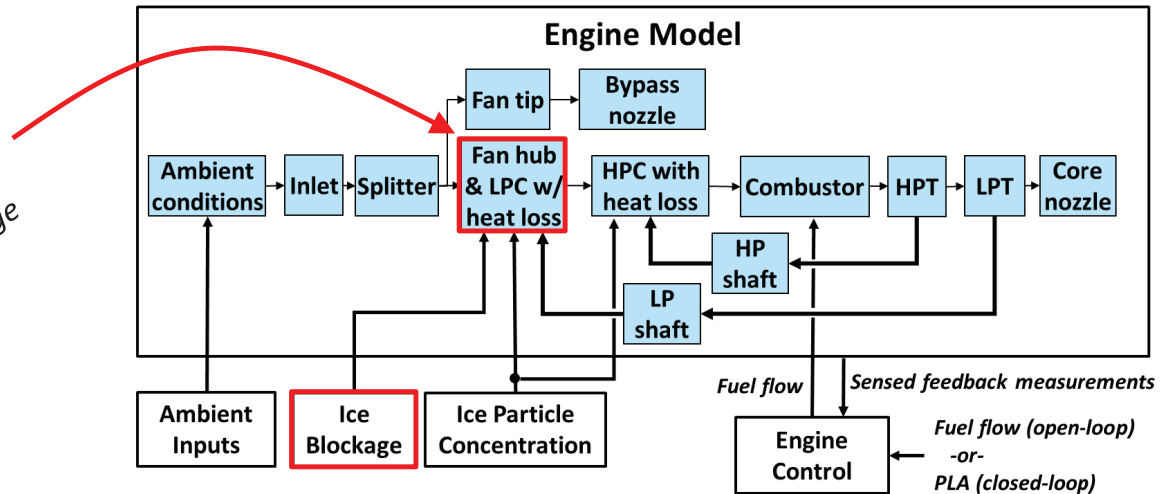 Engine Model
Fan tip
Bypass
nozzle
Ambient
conditions
Inlet
Splitter
Fan hub
& LPC w/
heat loss
HPC with
heat loss
Combustor
HPT
LPT
Core
nozzle
HP
shaft
LP
shaft
Ambient
Inputs
Ice
Blockage
Ice Particle
Concentration
Fuel flow
Sensed feedback measurements
Engine
Control
Fuel flow (open-loop)
-or-
PLA (closed-loop)